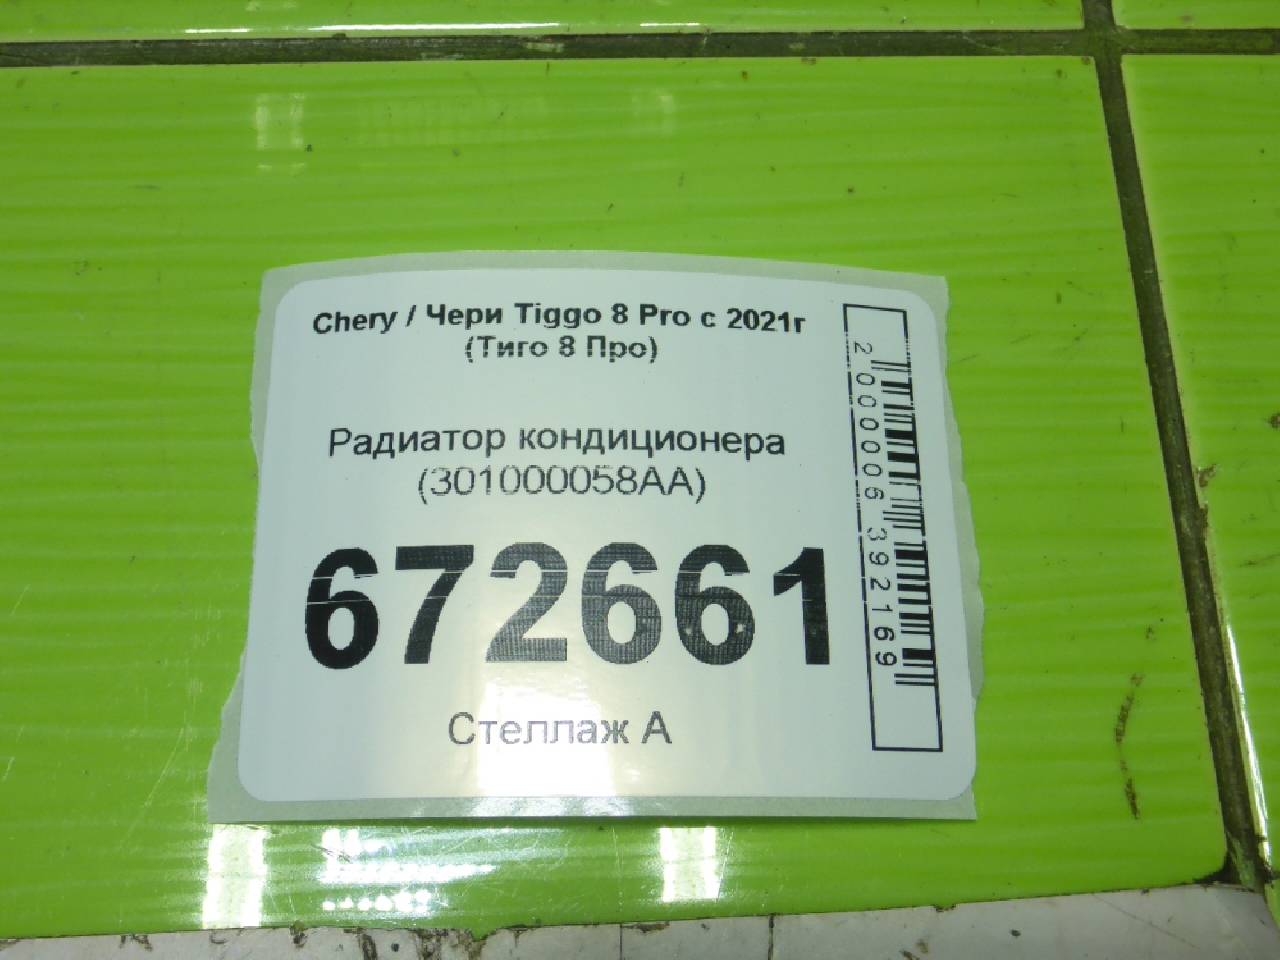 Chery / Чери Tiggo 8 Pro с 2021г
(Тиго 8 Про)
Радиатор кондиционера
(301000058AA)
672661
Стеллаж А
2000006392169